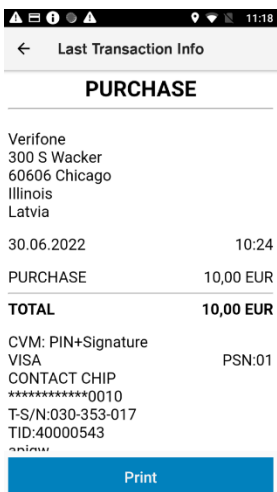 11:18
Last Transaction Info
PURCHASE
Verifone
300 S Wacker
60606 Chicago
Illinois
Latvia
30.06.2022 10:24
PURCHASE 10,00 EUR
TOTAL 10,00 EUR
CVM: PIN+Signature
VISA PSN:01
CONTACT CHIP
************0010
T-S/N:030-353-017
TID:40000543
Print